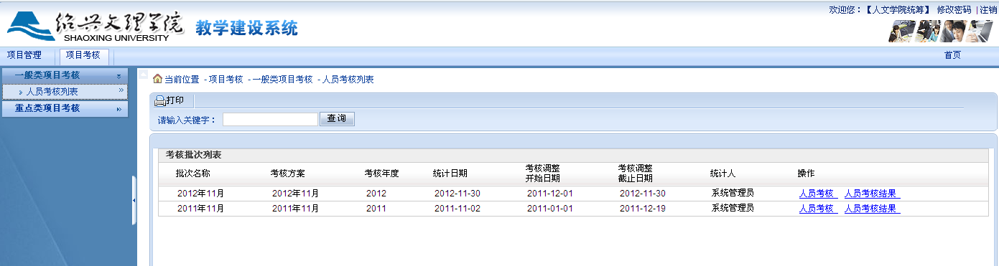 欢迎您：【人文学院统筹】 修改密码 | 注销
绍兴文理学院
SHAOXING UNIVERSITY
教学建设系统
项目管理 项目考核 首页
一般类项目考核
人员考核列表
重点类项目考核
当前位置 - 项目考核 - 一般类项目考核 - 人员考核列表
打印
请输入关键字： 查询
考核批次列表
批次名称 考核方案 考核年度 统计日期 考核调整开始日期 考核调整截止日期 统计人 操作
2012年11月 2012年11月 2012 2012-11-30 2011-12-01 2012-11-30 系统管理员 人员考核 人员考核结果
2011年11月 2011年11月 2011 2011-11-02 2011-01-01 2011-12-19 系统管理员 人员考核 人员考核结果